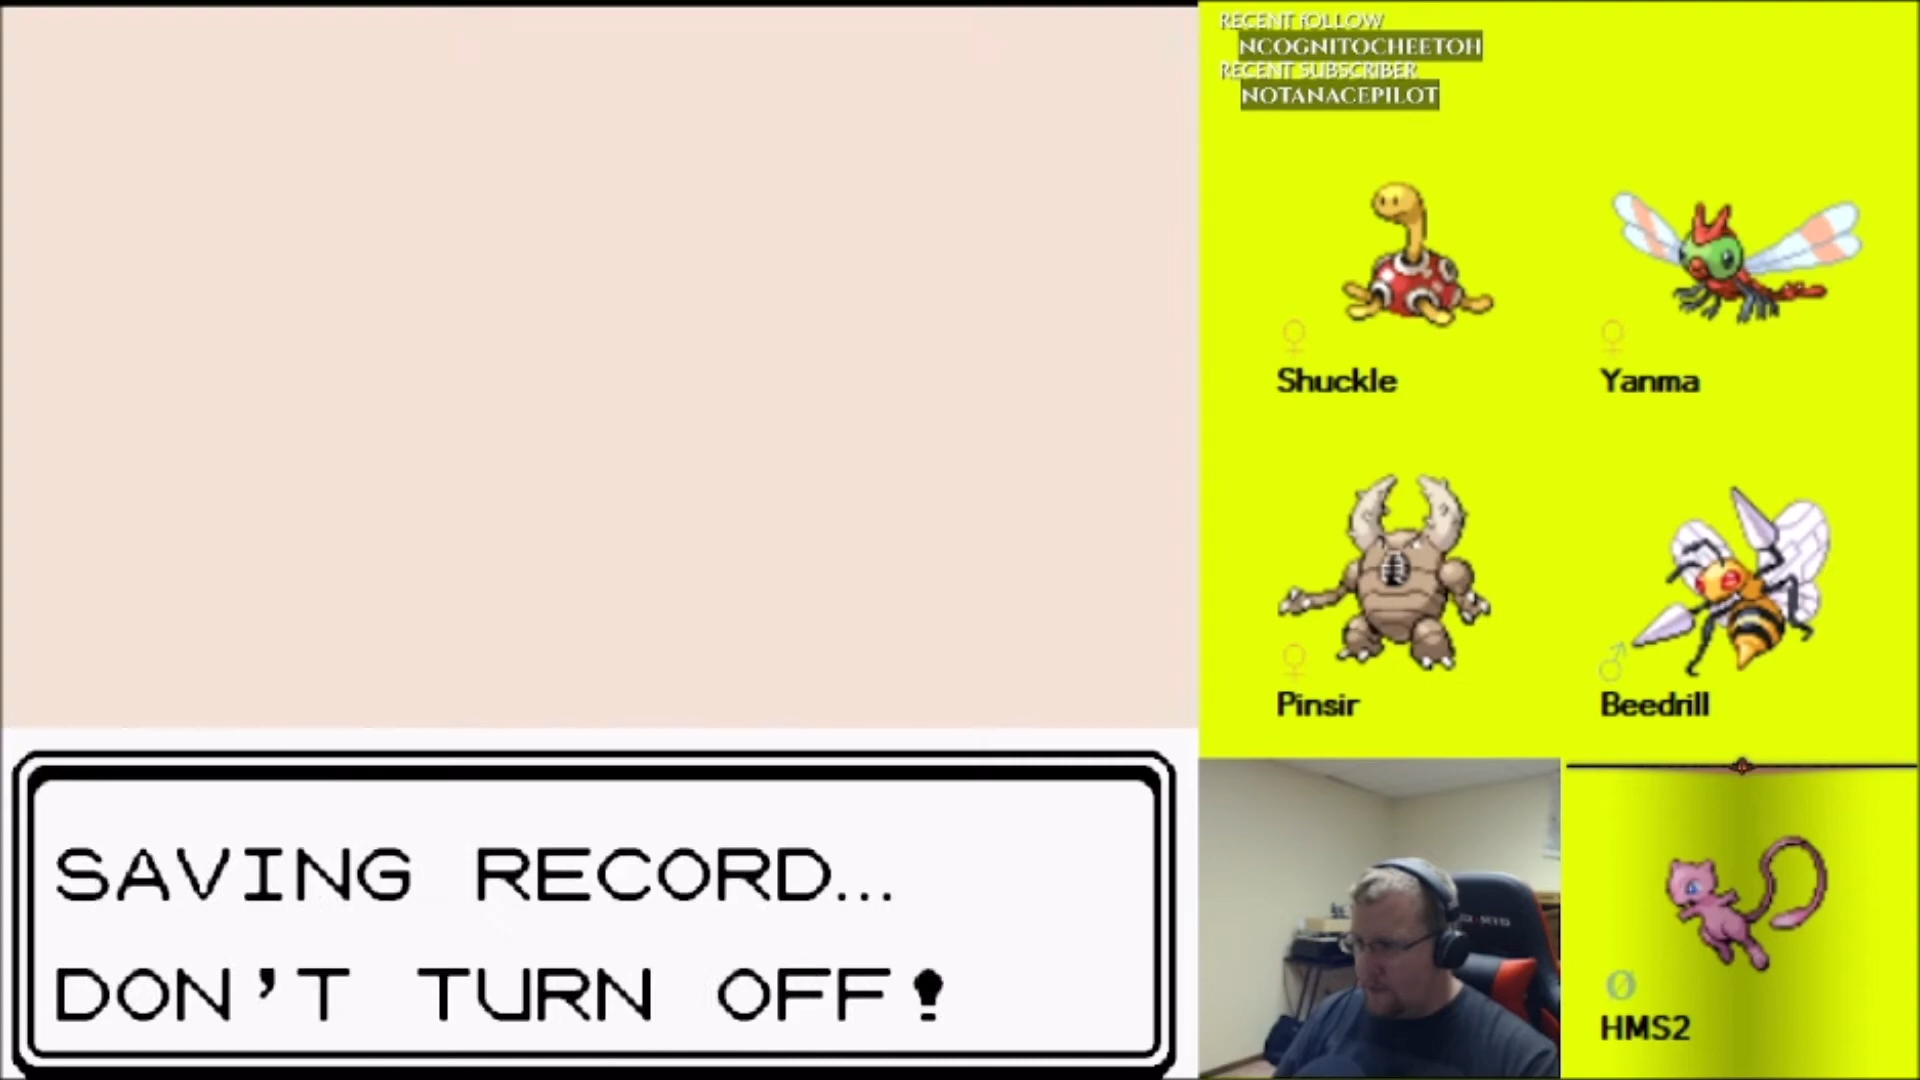 RECENT FOLLOW
NCOGNITOCHEETOH
RECENT SUBSCRIBER
NOTANACEPILOT
Shuckle
Yanma
Pinsir
Beedrill
SAVING RECORD...
DON'T TURN OFF!
HMS2